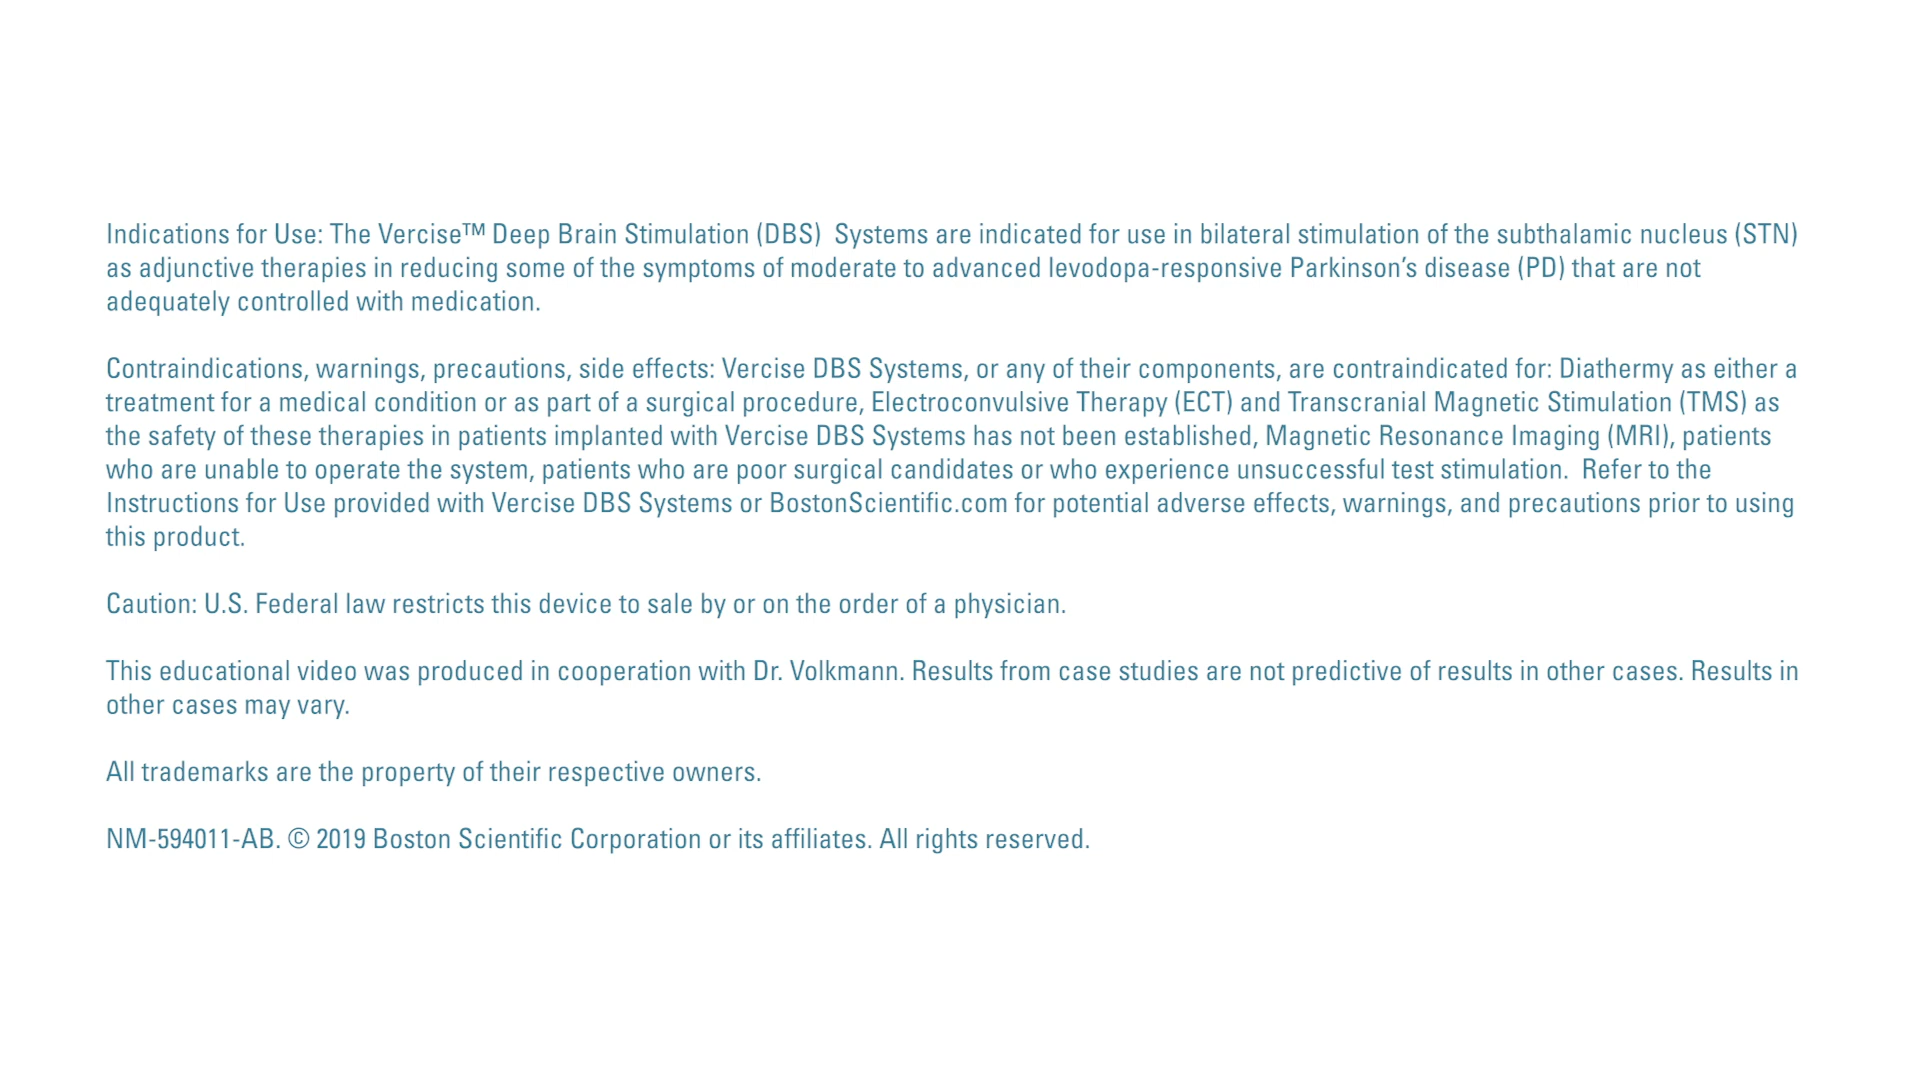 Indications for Use: The Vercise™ Deep Brain Stimulation (DBS)  Systems are indicated for use in bilateral stimulation of the subthalamic nucleus (STN)
as adjunctive therapies in reducing some of the symptoms of moderate to advanced levodopa-responsive Parkinson’s disease (PD) that are not
adequately controlled with medication.
Contraindications, warnings, precautions, side effects: Vercise DBS Systems, or any of their components, are contraindicated for: Diathermy as either a
treatment for a medical condition or as part of a surgical procedure, Electroconvulsive Therapy (ECT) and Transcranial Magnetic Stimulation (TMS) as
the safety of these therapies in patients implanted with Vercise DBS Systems has not been established, Magnetic Resonance Imaging (MRI), patients
who are unable to operate the system, patients who are poor surgical candidates or who experience unsuccessful test stimulation.  Refer to the
Instructions for Use provided with Vercise DBS Systems or BostonScientific.com for potential adverse effects, warnings, and precautions prior to using
this product.
Caution: U.S. Federal law restricts this device to sale by or on the order of a physician.
This educational video was produced in cooperation with Dr. Volkmann. Results from case studies are not predictive of results in other cases. Results in
other cases may vary.
All trademarks are the property of their respective owners.
NM-594011-AB. © 2019 Boston Scientific Corporation or its affiliates. All rights reserved.